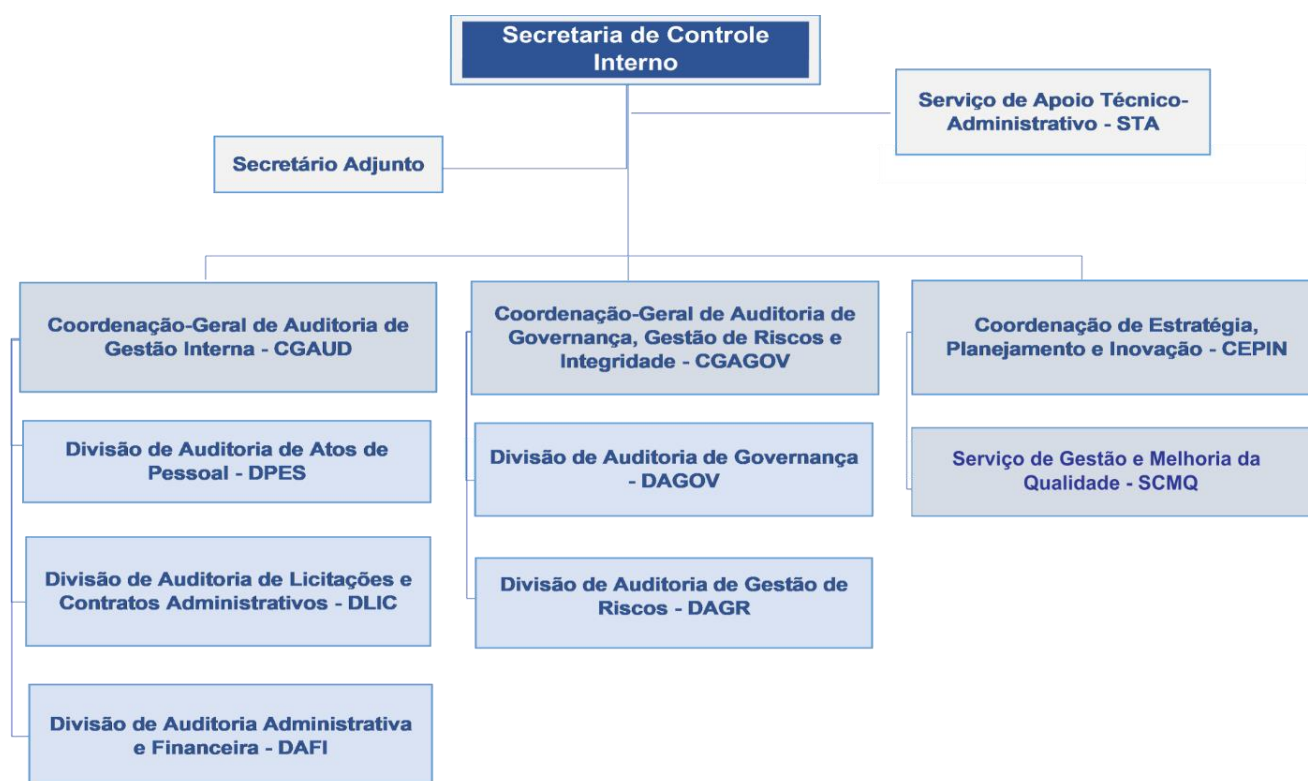 Secretaria de Controle
Interno
Serviço de Apoio Técnico-
Administrativo - STA
Secretário Adjunto
Coordenação-Geral de Auditoria de
Gestão Interna - CGAUD
Coordenação-Geral de Auditoria de
Governança, Gestão de Riscos e
Integridade - CGAGOV
Coordenação de Estratégia,
Planejamento e Inovação - CEPIN
Divisão de Auditoria de Atos de
Pessoal - DPES
Divisão de Auditoria de Governança
- DAGOV
Serviço de Gestão e Melhoria da
Qualidade - SCMQ
Divisão de Auditoria de Licitações e
Contratos Administrativos - DLIC
Divisão de Auditoria de Gestão de
Riscos - DAGR
Divisão de Auditoria Administrativa
e Financeira - DAFI